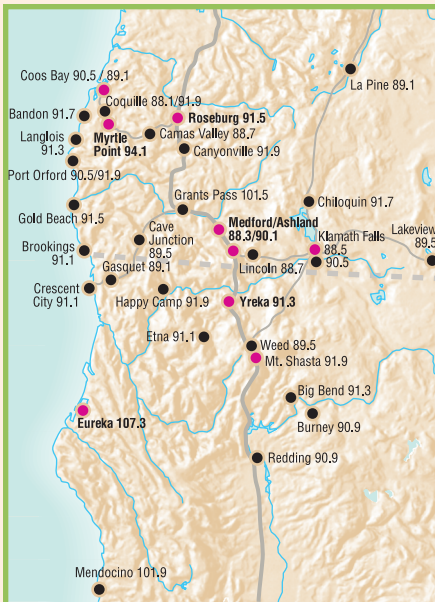 Coos Bay 90.5 / 89.1
La Pine 89.1
Coquille 88.1/91.9
Bandon 91.7
Roseburg 91.5
Langlois
91.3
Myrtle
Point 94.1
Camas Valley 88.7
Canyonville 91.9
Port Orford 90.5/91.9
Grants Pass 101.5
Chiloquin 91.7
Gold Beach 91.5
Medford/Ashland
88.3/90.1
Cave
Junction
89.5
Klamath Falls
88.5
90.5
Lakeview
89.5
Brookings
91.1
Lincoln 88.7
Gasquet 89.1
Crescent
City 91.1
Happy Camp 91.9
Yreka 91.3
Etna 91.1
Weed 89.5
Mt. Shasta 91.9
Big Bend 91.3
Eureka 107.3
Burney 90.9
Redding 90.9
Mendocino 101.9